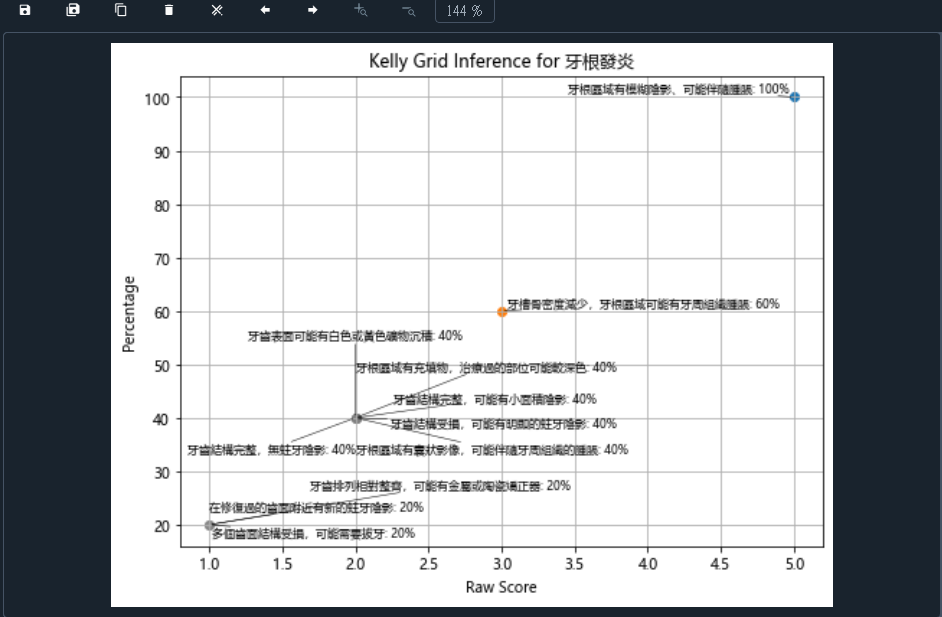 144 %
Kelly Grid Inference for 牙根發炎
牙根區域有模糊陰影、可能伴隨腫脹: 100%
牙槽骨密度減少，牙根區域可能有牙周組織腫脹: 60%
牙齒表面可能有白色或黃色礦物沉積: 40%
牙根區域有充填物，治療過的部位可能較深色: 40%
牙齒結構完整，可能有小面積陰影: 40%
牙齒結構受損，可能有明顯的蛀牙陰影: 40%
牙齒結構完整，無蛀牙陰影: 40%
牙根區域有囊狀影像，可能伴隨牙周組織的腫脹: 40%
牙齒排列相對整齊，可能有金屬或陶瓷矯正器: 20%
在修復過的齒面附近有新的蛀牙陰影: 20%
多個齒面結構受損，可能需要拔牙: 20%
100
90
80
70
60
50
40
30
20
Percentage
1.0 1.5 2.0 2.5 3.0 3.5 4.0 4.5 5.0
Raw Score